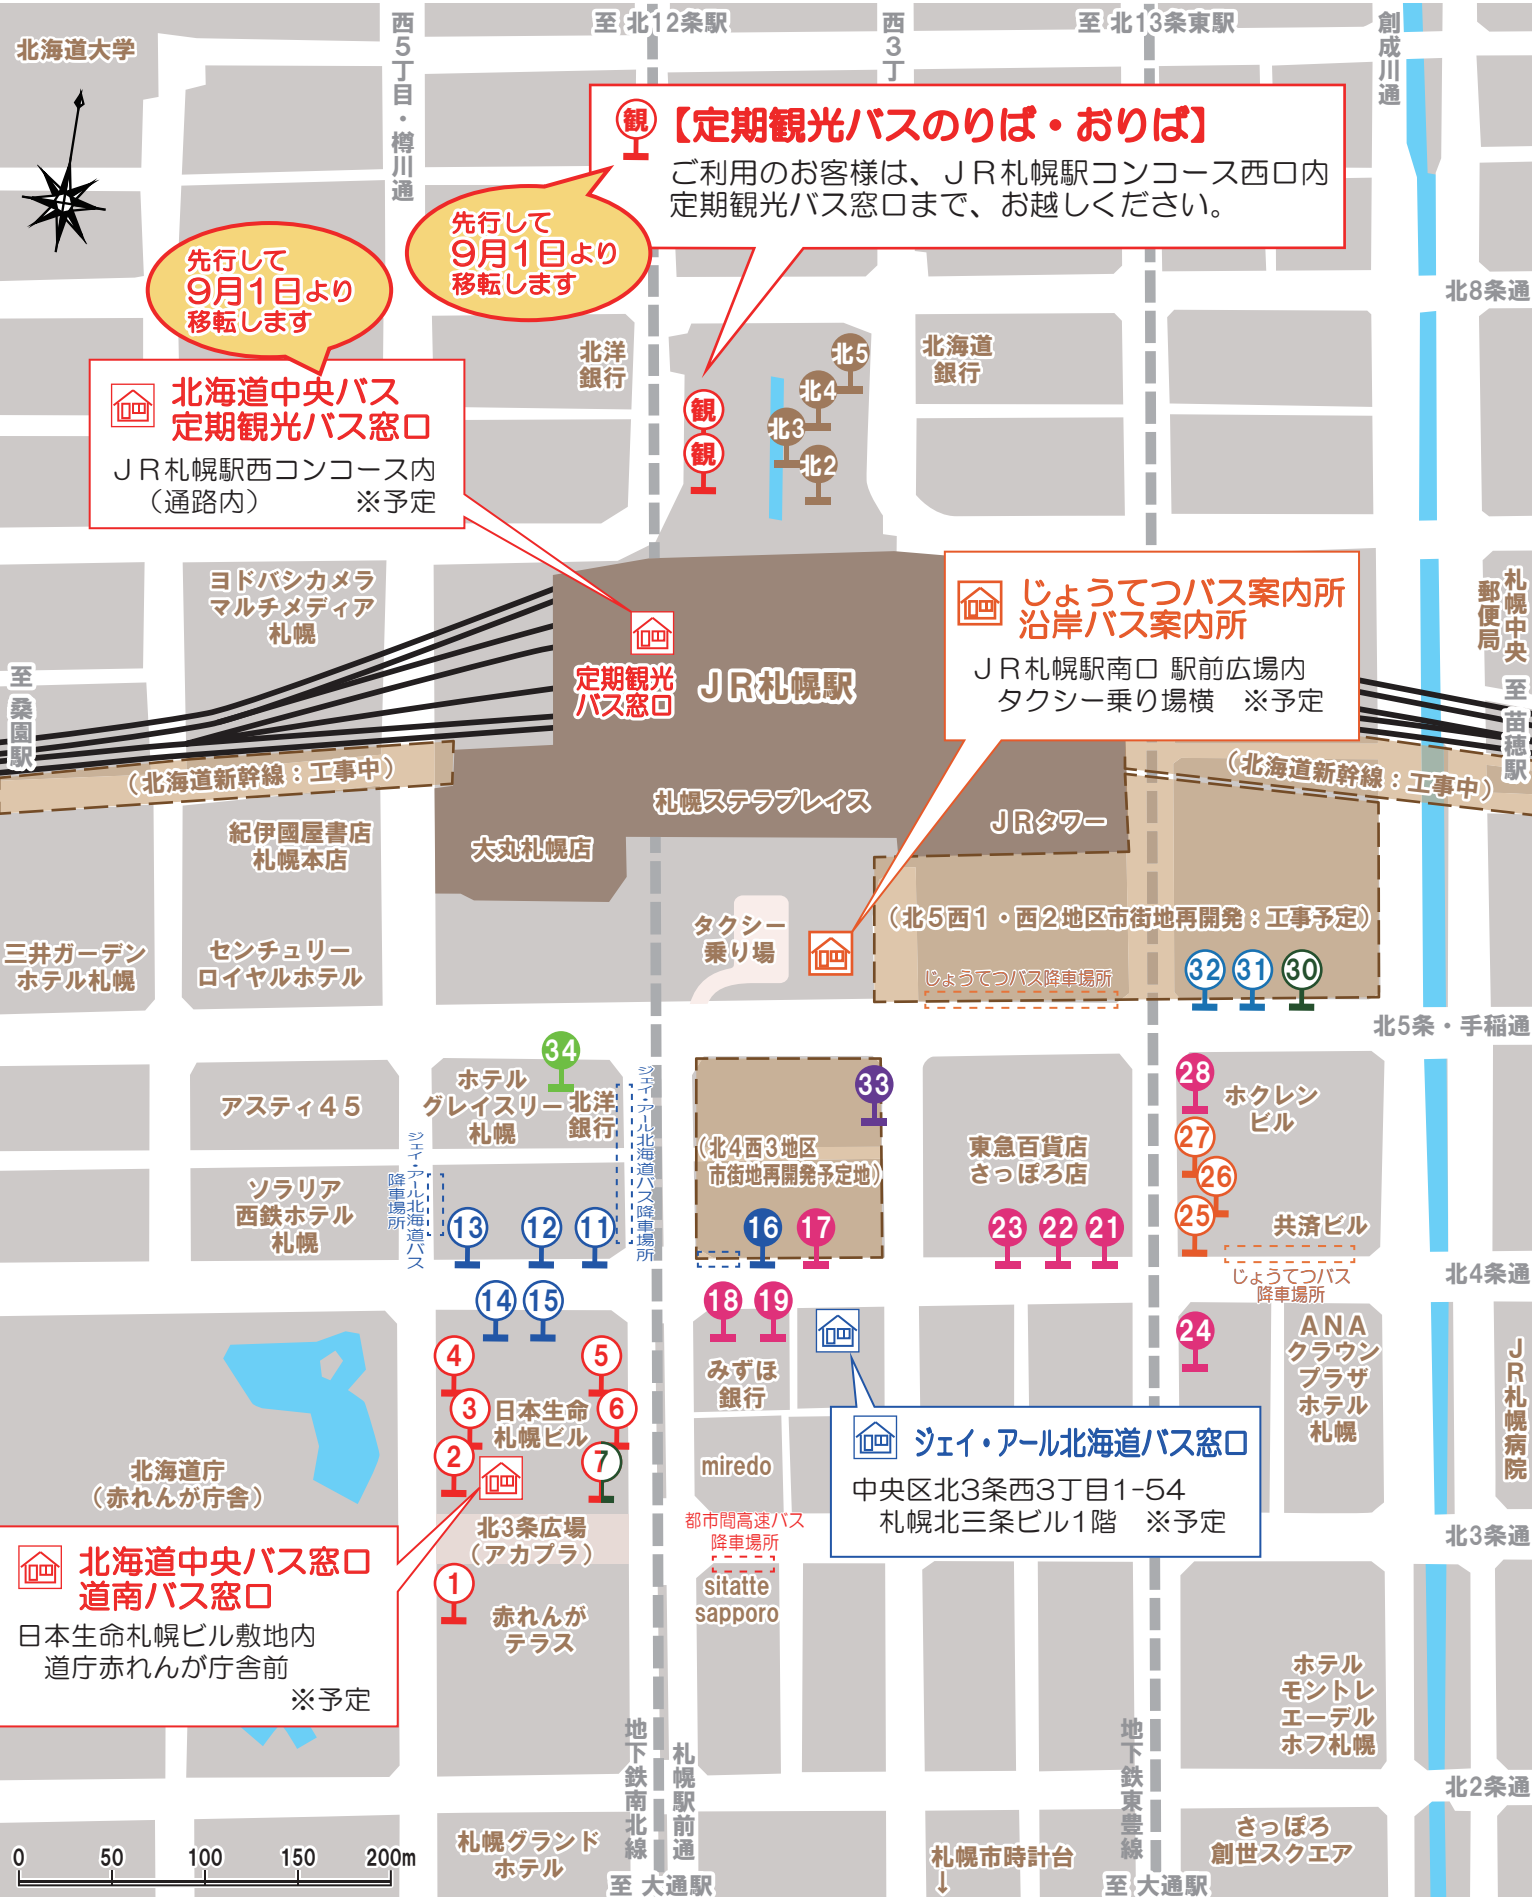 北海道大学
西5丁目・樽川通
至 北12条駅
西3丁
至 北13条東駅
創成川通
観
【定期観光バスのりば・おりば】
ご利用のお客様は、ＪＲ札幌駅コンコース西口内
定期観光バス窓口まで、お越しください。
先行して
9月1日より
移転します
先行して
9月1日より
移転します
北8条通
北海道中央バス
定期観光バス窓口
ＪＲ札幌駅西コンコース内
（通路内）　※予定
北洋
銀行
北海道
銀行
観
観
北5
北4
北3
北2
ヨドバシカメラ
マルチメディア
札幌
じょうてつバス案内所
沿岸バス案内所
ＪＲ札幌駅南口 駅前広場内
タクシー乗り場横　※予定
札幌中央
郵便局
至 桑園駅
定期観光
バス窓口
ＪＲ札幌駅
至 苗穂駅
（北海道新幹線：工事中）
（北海道新幹線：工事中）
札幌ステラプレイス
ＪＲタワー
紀伊國屋書店
札幌本店
大丸札幌店
タクシー
乗り場
（北５西１・西２地区市街地再開発：工事予定）
三井ガーデン
ホテル札幌
センチュリー
ロイヤルホテル
じょうてつバス降車場所
32
31
30
北5条・手稲通
34
33
28
アスティ４５
ホテル
グレイスリー
札幌
北洋
銀行
ジェイ・アール北海道バス降車場所
（北4西3地区
市街地再開発予定地）
東急百貨店
さっぽろ店
ホクレン
ビル
27
26
25
ソラリア
西鉄ホテル
札幌
ジェイ・アール北海道バス
降車場所
13
12
11
16
17
23
22
21
共済ビル
じょうてつバス
降車場所
北4条通
14
15
18
19
24
ＡＮＡ
クラウン
プラザ
ホテル
札幌
ＪＲ札幌病院
4
5
3
6
2
7
日本生命
札幌ビル
みずほ
銀行
miredo
ジェイ・アール北海道バス窓口
中央区北3条西3丁目1-54
札幌北三条ビル1階　※予定
北海道庁
（赤れんが庁舎）
北3条広場
（アカプラ）
都市間高速バス
降車場所
北3条通
北海道中央バス窓口
道南バス窓口
日本生命札幌ビル敷地内
道庁赤れんが庁舎前
※予定
1
赤れんが
テラス
sitatte
sapporo
ホテル
モントレ
エーデル
ホフ札幌
地下鉄南北線
札幌駅前通
地下鉄東豊線
北2条通
札幌グランド
ホテル
札幌市時計台
↓
さっぽろ
創世スクエア
0
50
100
150
200m
至 大通駅
至 大通駅